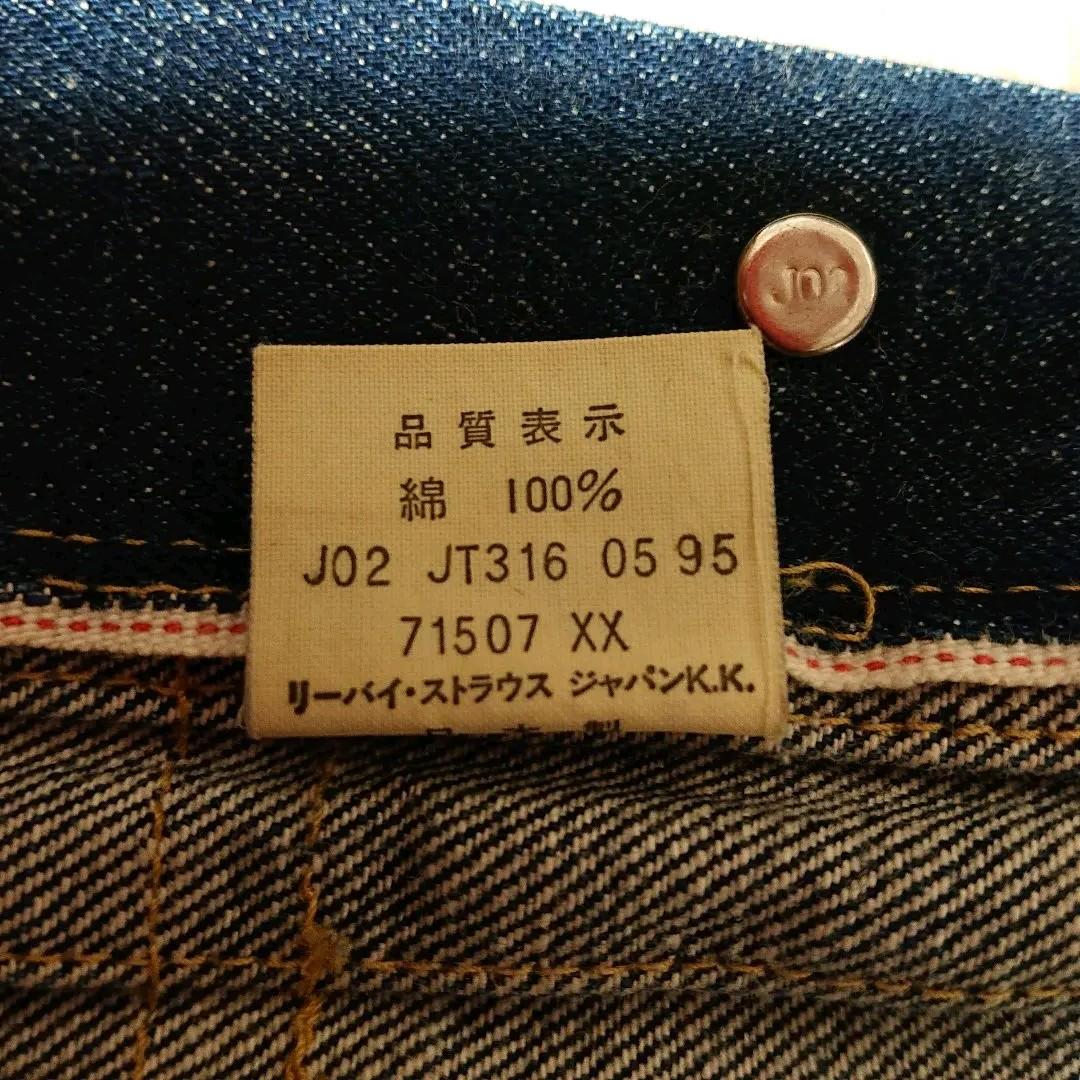 J02
品質表示
綿 100%
J02 JT316 05 95
71507 XX
リーバイ・ストラウス ジャパンK.K.